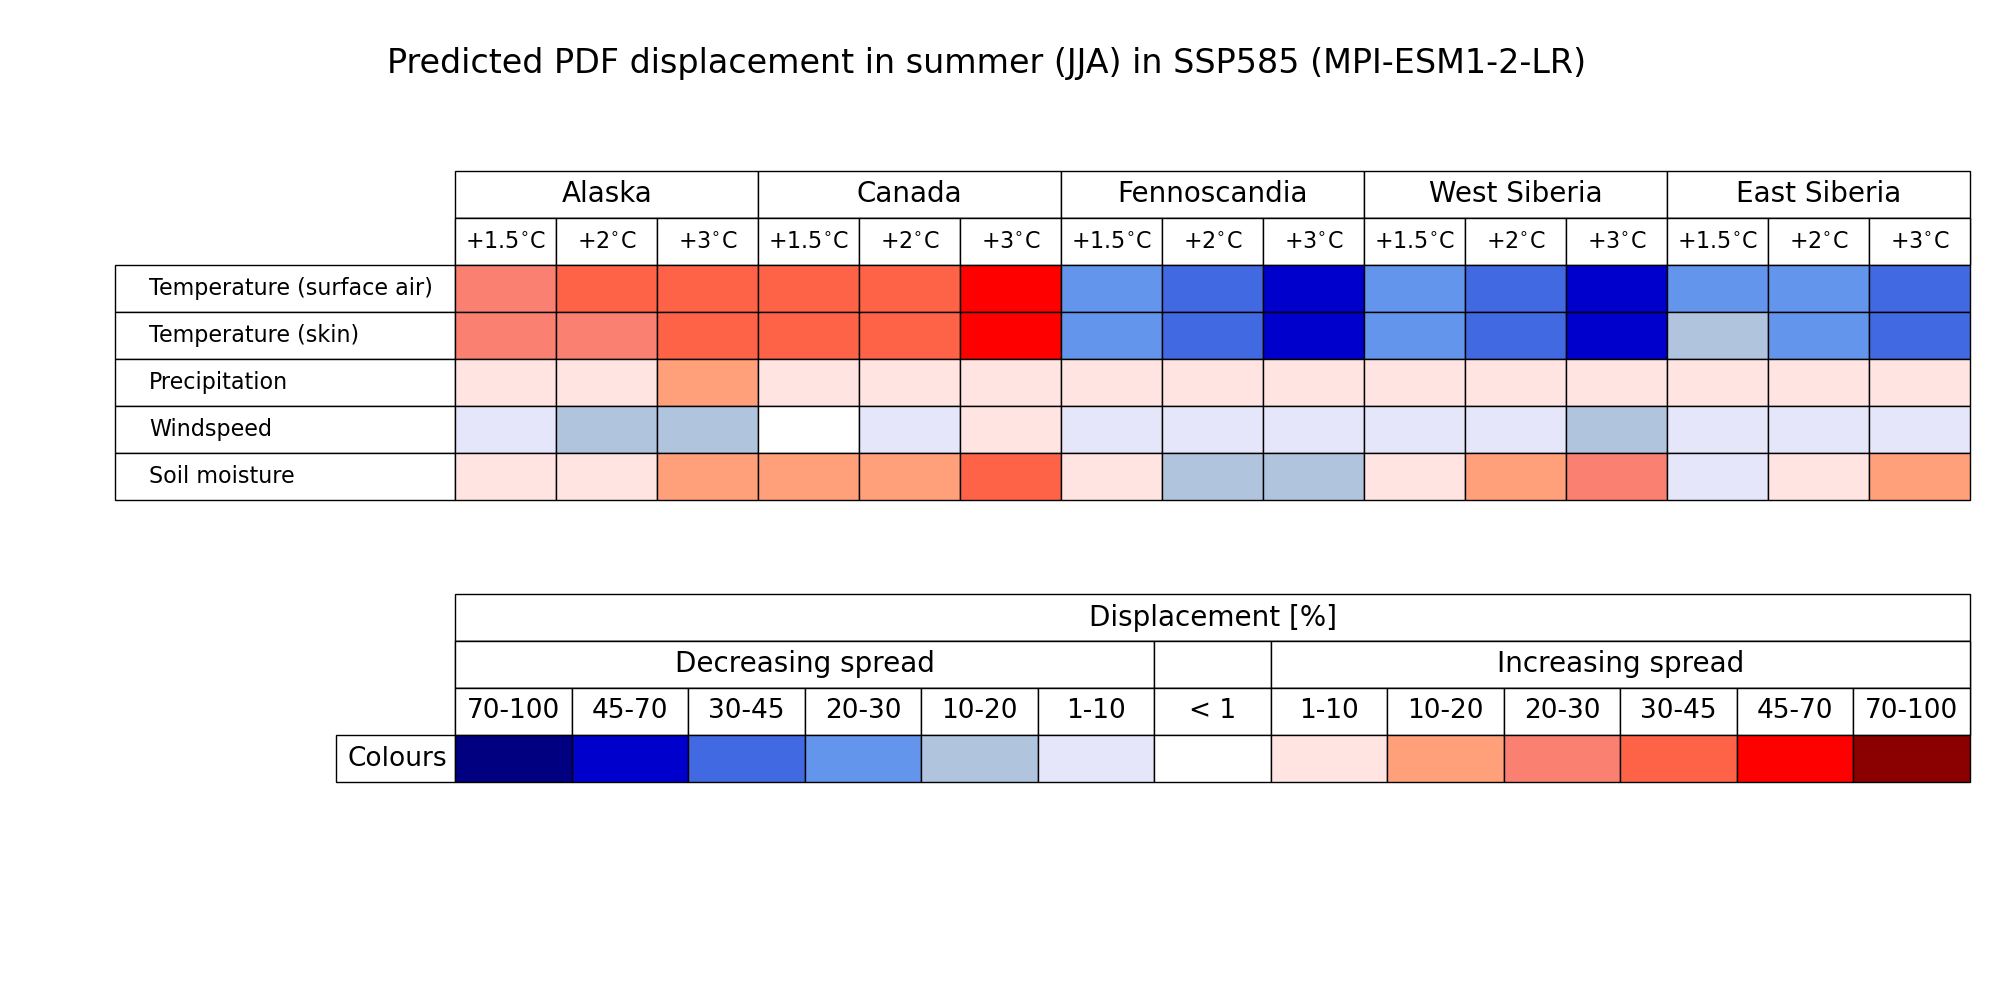 Predicted PDF displacement in summer (JJA) in SSP585 (MPI-ESM1-2-LR)
Alaska Canada Fennoscandia West Siberia East Siberia
+1.5°C +2°C +3°C +1.5°C +2°C +3°C +1.5°C +2°C +3°C +1.5°C +2°C +3°C +1.5°C +2°C +3°C
Temperature (surface air)
Temperature (skin)
Precipitation
Windspeed
Soil moisture
Displacement [%]
Decreasing spread Increasing spread
70-100 45-70 30-45 20-30 10-20 1-10 < 1 1-10 10-20 20-30 30-45 45-70 70-100
Colours